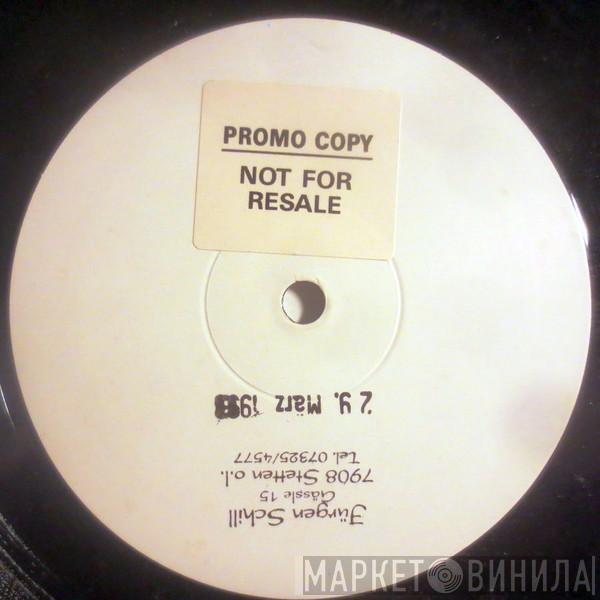 PROMO COPY
NOT FOR
RESALE
Jürgen Schill
Gässle 15
7908 Stetten o.L.
Tel. 07325/4577
29. März
МАРКЕТ ВИНИЛА